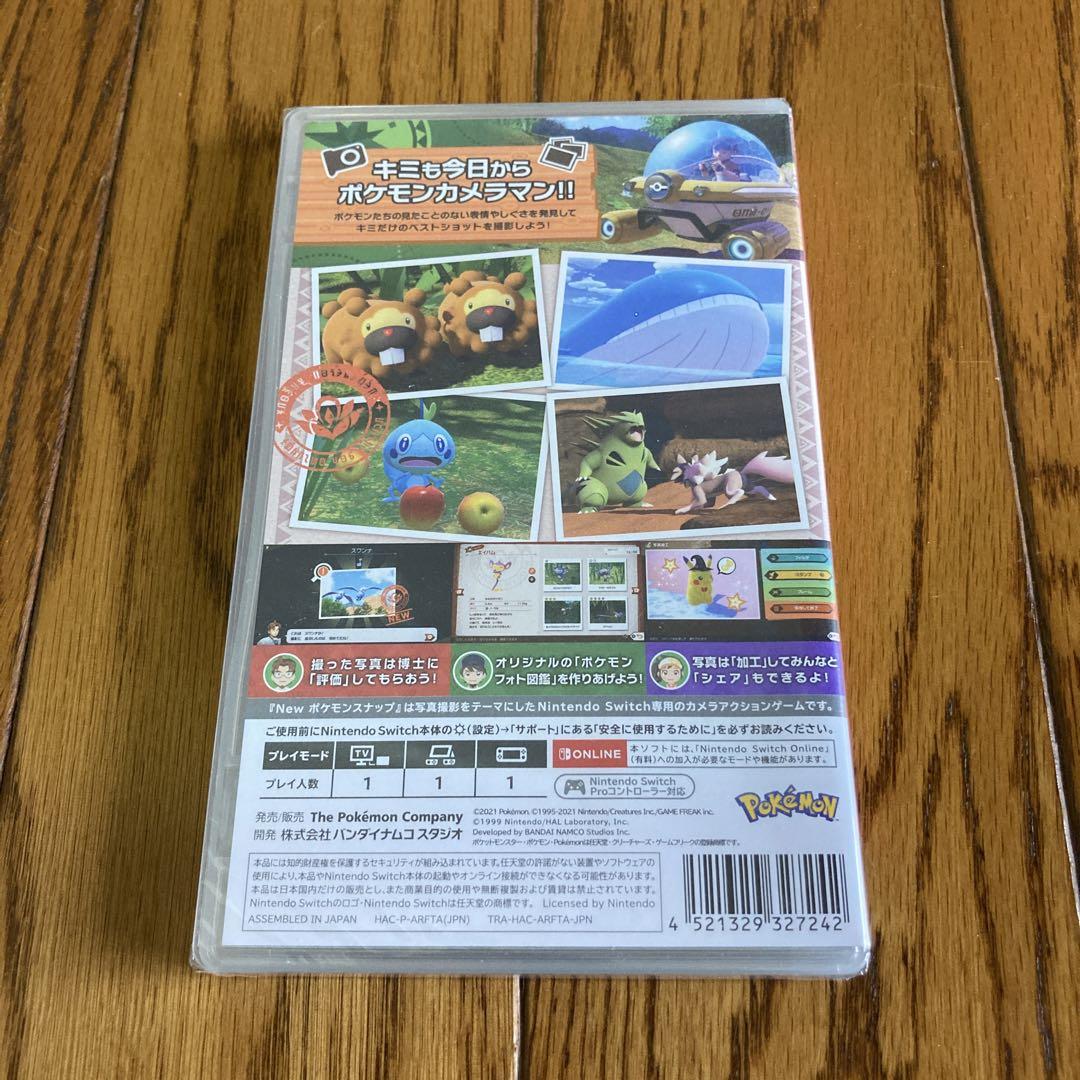 キミも今日から
ポケモンカメラマン!!
ポケモンたちの見たことのない表情やしぐさを発見して
キミだけのベストショットを撮影しよう!
スワンナ
NEW
エイパム
写真加工
フィルタ
スタンプ
フレーム
撮った写真は博士に
「評価」してもらおう!
オリジナルの「ポケモン
フォト図鑑」を作りあげよう!
写真は「加工」してみんなと
「シェア」もできるよ!
『New ポケモンスナップ』は写真撮影をテーマにしたNintendo Switch専用のカメラアクションゲームです。
ご使用前にNintendo Switch本体の(設定)→「サポート」にある「安全に使用するために」を必ずお読みください。
プレイモード TV
プレイ人数 1 1 1
ONLINE
本ソフトには、「Nintendo Switch Online」
(有料)への加入が必要なモードや機能があります。
Nintendo Switch
Proコントローラー対応
発売/販売 The Pokémon Company
開発 株式会社バンダイナムコ スタジオ
©2021 Pokémon. ©1995-2021 Nintendo/Creatures Inc./GAME FREAK inc.
©1999 Nintendo/HAL Laboratory, Inc.
Developed by BANDAI NAMCO Studios Inc.
ポケットモンスター・ポケモン・Pokémonは任天堂・クリーチャーズ・ゲームフリークの登録商標です。
POKéMON
本品には知的財産権を保護するセキュリティが組み込まれています。任天堂の許諾がない装置やソフトウェアの
使用により、本品やNintendo Switch本体の起動やオンライン接続ができなくなる可能性があります。
本品は日本国内だけの販売とし、また商業目的の使用や無断複製および賃貸は禁止されています。
Nintendo Switchのロゴ・Nintendo Switchは任天堂の商標です。 Licensed by Nintendo
ASSEMBLED IN JAPAN HAC-P-ARFTA(JPN) TRA-HAC-ARFTA-JPN
4 521329 327242